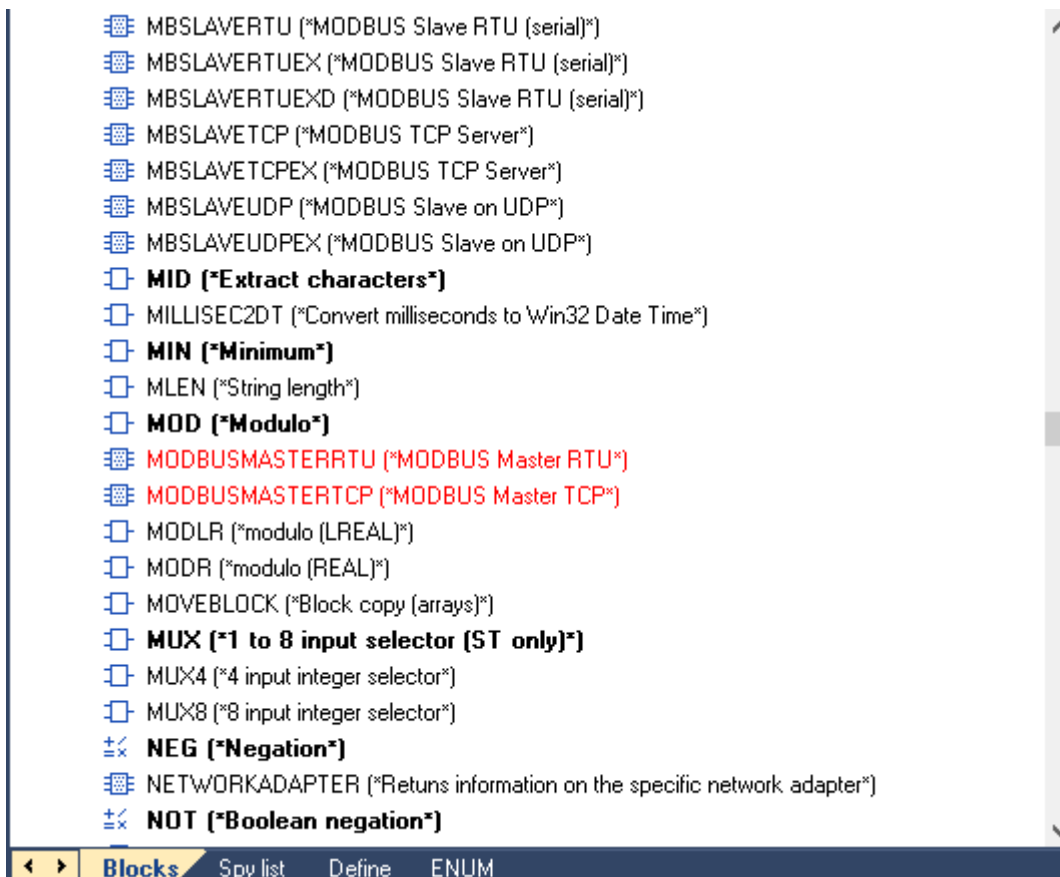 MBSLAVERTU (*MODBUS Slave RTU (serial)*)
MBSLAVERTUEX (*MODBUS Slave RTU (serial)*)
MBSLAVERTUEXD (*MODBUS Slave RTU (serial)*)
MBSLAVETCP (*MODBUS TCP Server*)
MBSLAVETCPEX (*MODBUS TCP Server*)
MBSLAVEUDP (*MODBUS Slave on UDP*)
MBSLAVEUDPEX (*MODBUS Slave on UDP*)
MID (*Extract characters*)
MILLISEC2DT (*Convert milliseconds to Win32 Date Time*)
MIN (*Minimum*)
MLEN (*String length*)
MOD (*Modulo*)
MODBUSMASTERRTU (*MODBUS Master RTU*)
MODBUSMASTERTCP (*MODBUS Master TCP*)
MODLR (*modulo (LREAL)*)
MODR (*modulo (REAL)*)
MOVEBLOCK (*Block copy (arrays)*)
MUX (*1 to 8 input selector (ST only)*)
MUX4 (*4 input integer selector*)
MUX8 (*8 input integer selector*)
NEG (*Negation*)
NETWORKADAPTER (*Retuns information on the specific network adapter*)
NOT (*Boolean negation*)
Blocks Spy list Define ENUM